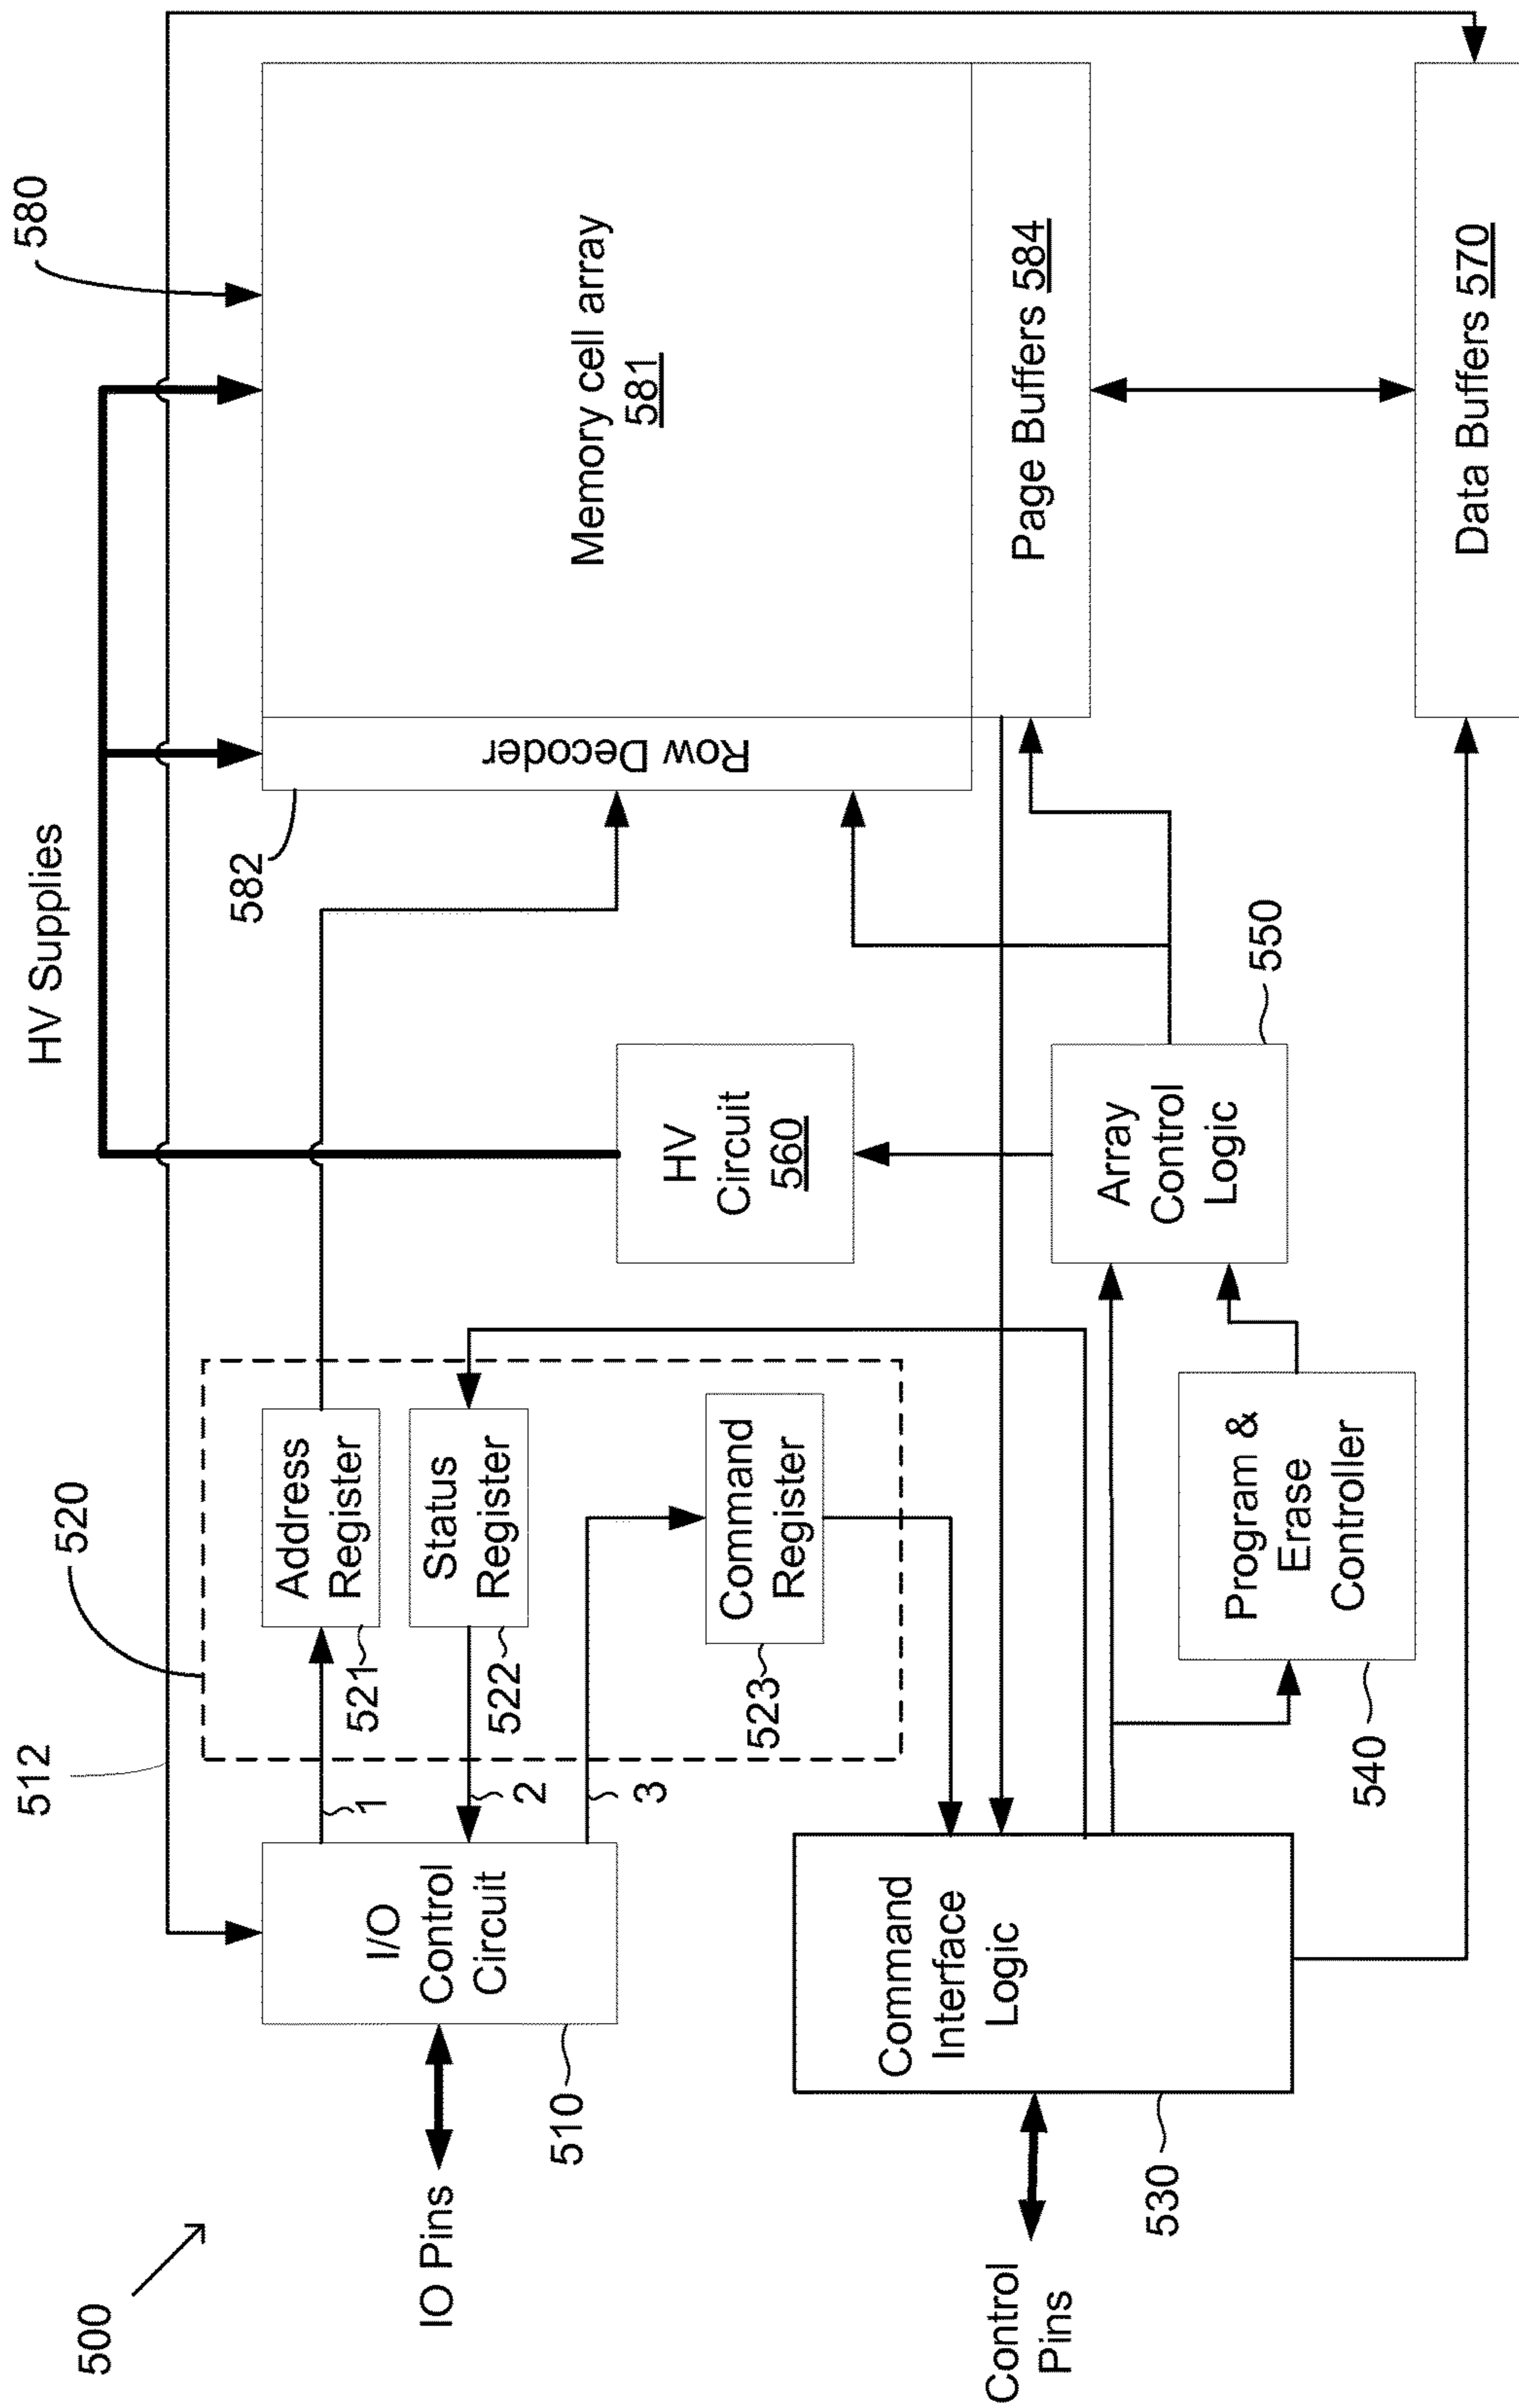 500
512
520
HV Supplies
580
IO Pins
I/O
Control
Circuit
510
1
2
3
Address
Register
521
Status
Register
522
Command
Register
523
HV
Circuit
560
582
Row Decoder
Memory cell array
581
Page Buffers 584
Control
Pins
Command
Interface
Logic
530
Program &
Erase
Controller
540
Array
Control
Logic
550
Data Buffers 570